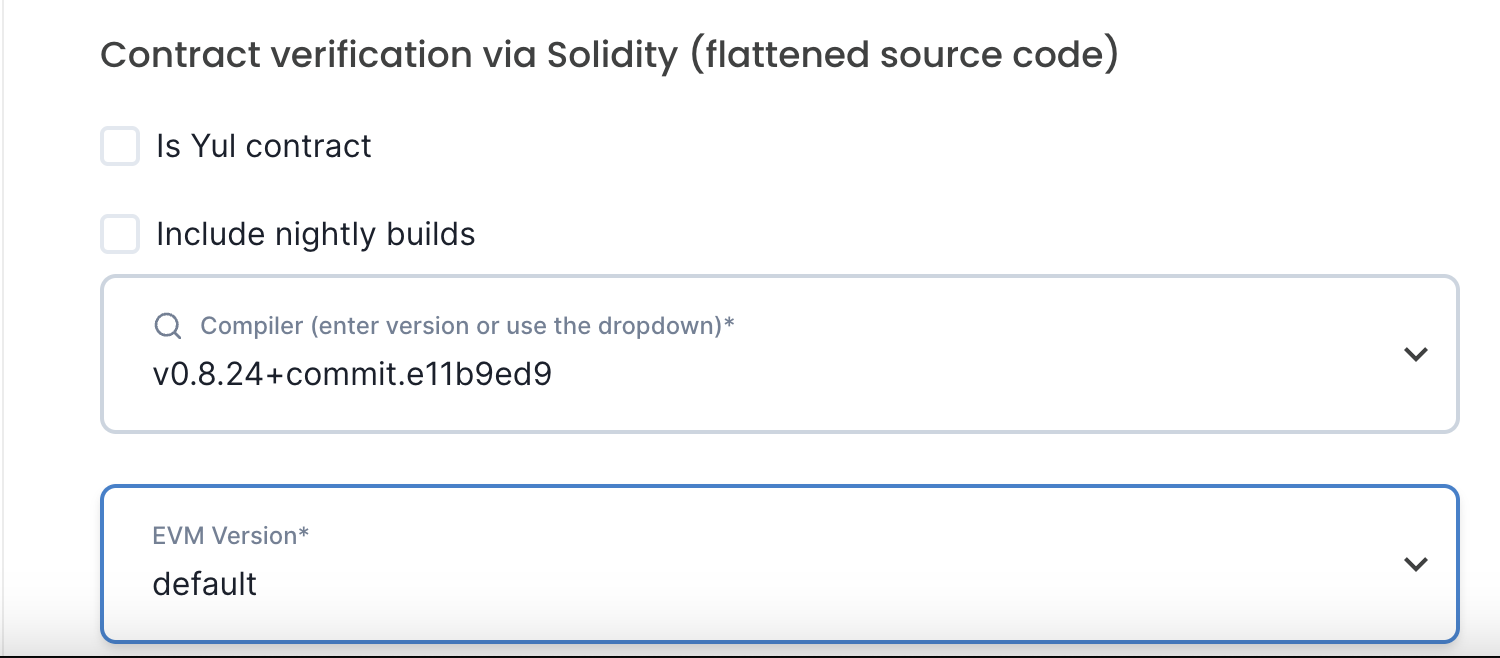 Contract verification via Solidity (flattened source code)
Is Yul contract
Include nightly builds
Compiler (enter version or use the dropdown)*
v0.8.24+commit.e11b9ed9
EVM Version*
default